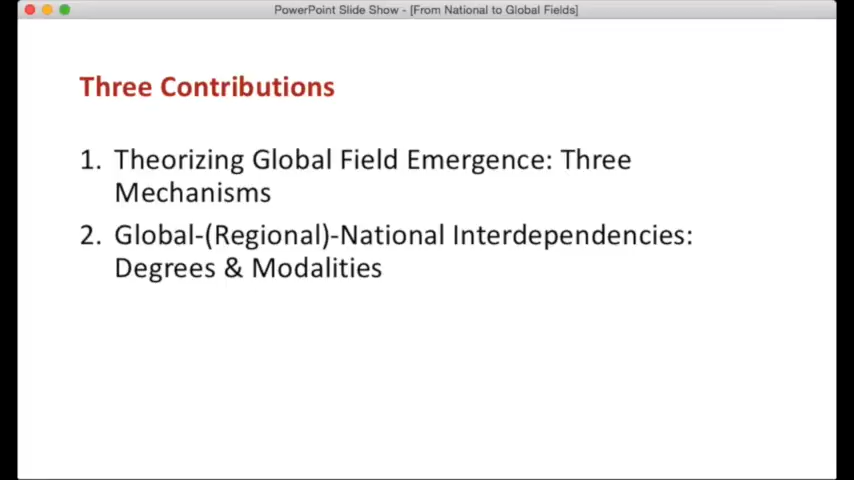 PowerPoint Slide Show - [From National to Global Fields]
Three Contributions
1. Theorizing Global Field Emergence: Three
Mechanisms
2. Global-(Regional)-National Interdependencies:
Degrees & Modalities